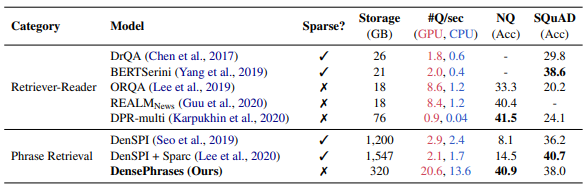 Category Model Sparse? Storage #Q/sec NQ SQuAD
(GB) (GPU, CPU) (Acc) (Acc)
DrQA (Chen et al., 2017) ✓ 26 1.8, 0.6 - 29.8
BERTSerini (Yang et al., 2019) ✓ 21 2.0, 0.4 - 38.6
Retriever-Reader ORQA (Lee et al., 2019) ✗ 18 8.6, 1.2 33.3 20.2
REALMNews (Guu et al., 2020) ✗ 18 8.4, 1.2 40.4 -
DPR-multi (Karpukhin et al., 2020) ✗ 76 0.9, 0.04 41.5 24.1
DenSPI (Seo et al., 2019) ✓ 1,200 2.9, 2.4 8.1 36.2
Phrase Retrieval DenSPI + Sparc (Lee et al., 2020) ✓ 1,547 2.1, 1.7 14.5 40.7
DensePhrases (Ours) ✗ 320 20.6, 13.6 40.9 38.0